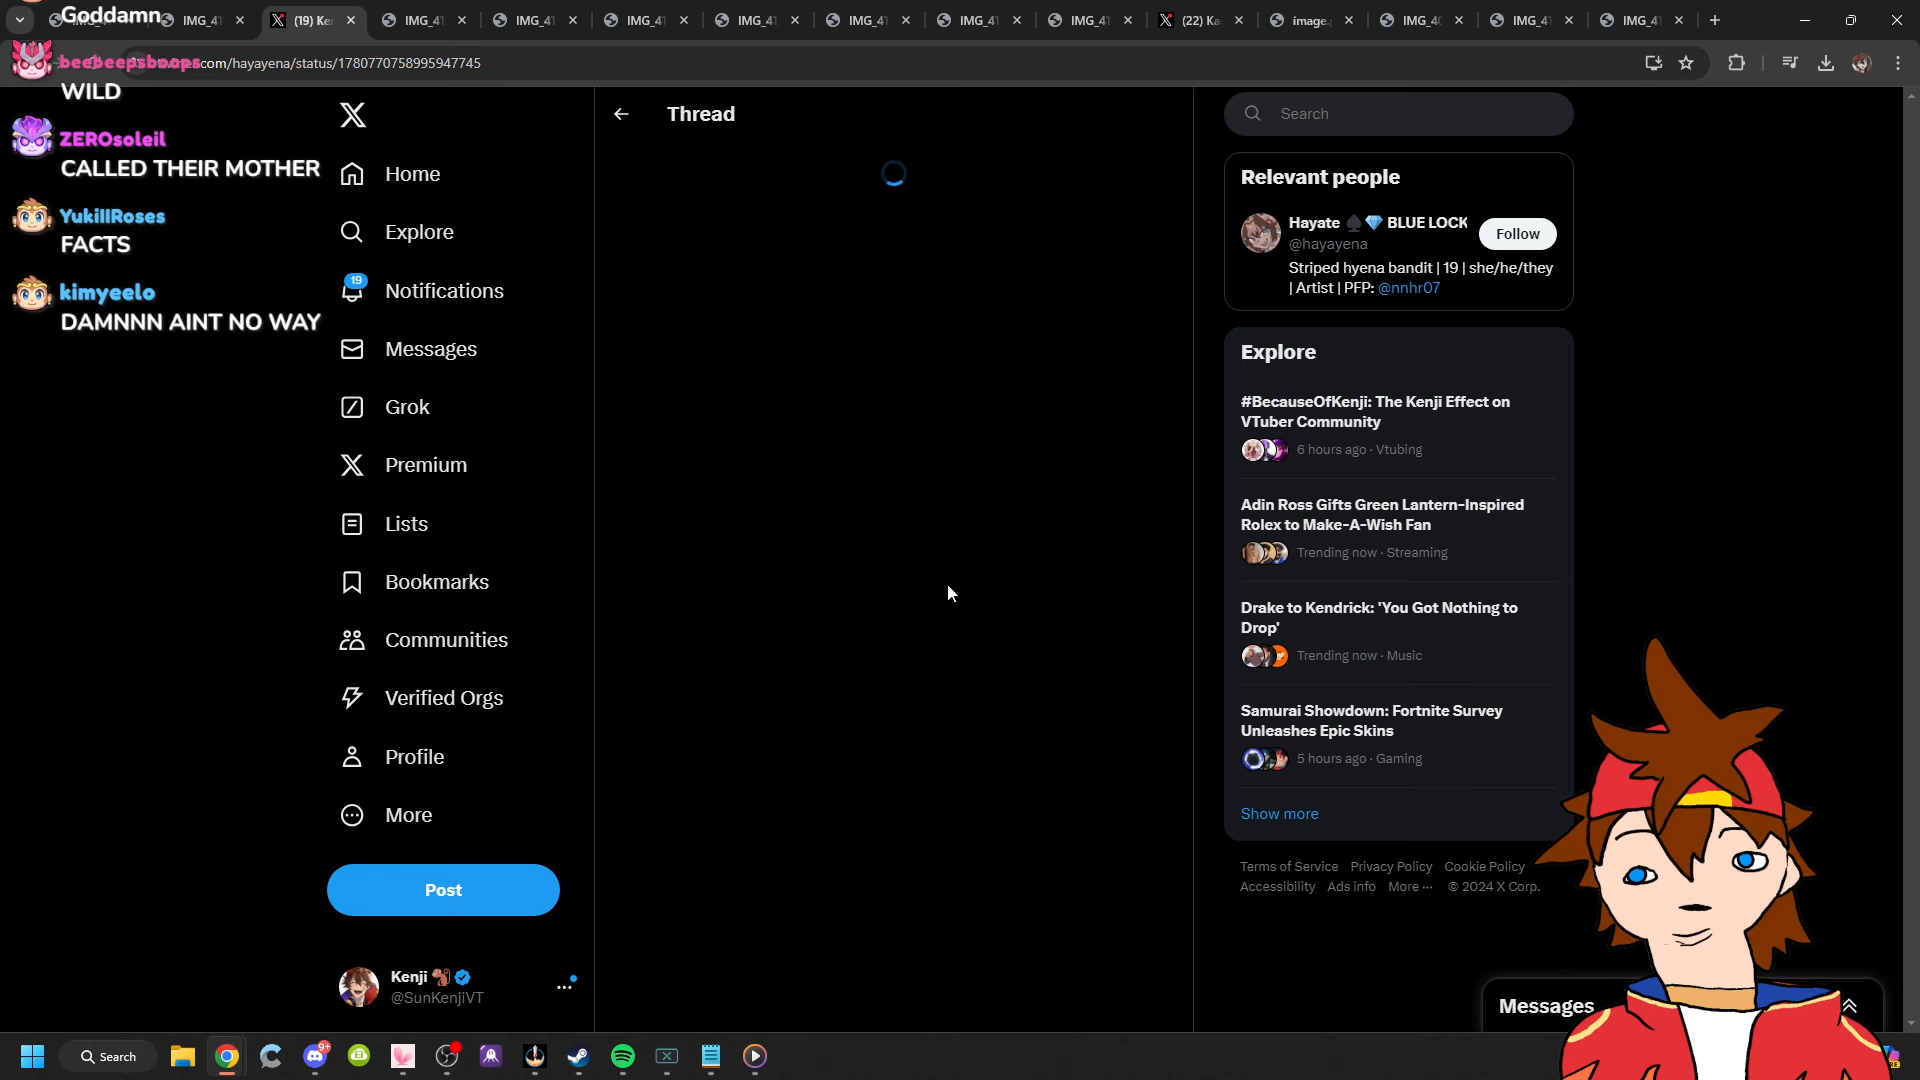 Goddamn
IMG_41
(19) Ke
IMG_41
IMG_41
IMG_41
IMG_41
IMG_41
IMG_41
IMG_41
(22) Ka
image.
IMG_40
IMG_41
IMG_41
.com/hayayena/status/1780770758995947745
beebeepsboops
WILD
ZEROsoleil
CALLED THEIR MOTHER
YukiIIRoses
FACTS
kimyeelo
DAMNNN AINT NO WAY
Home
Explore
19
Notifications
Messages
Grok
Premium
Lists
Bookmarks
Communities
Verified Orgs
Profile
More
Post
Kenji
@SunKenjiVT
Thread
Search
Relevant people
Hayate ♠️💎 BLUE LOCK
@hayayena
Follow
Striped hyena bandit | 19 | she/he/they
| Artist | PFP: @nnhr07
Explore
#BecauseOfKenji: The Kenji Effect on
VTuber Community
6 hours ago · Vtubing
Adin Ross Gifts Green Lantern-Inspired
Rolex to Make-A-Wish Fan
Trending now · Streaming
Drake to Kendrick: 'You Got Nothing to
Drop'
Trending now · Music
Samurai Showdown: Fortnite Survey
Unleashes Epic Skins
5 hours ago · Gaming
Show more
Terms of Service Privacy Policy Cookie Policy
Accessibility Ads info More ··· © 2024 X Corp.
Messages
Search
9+